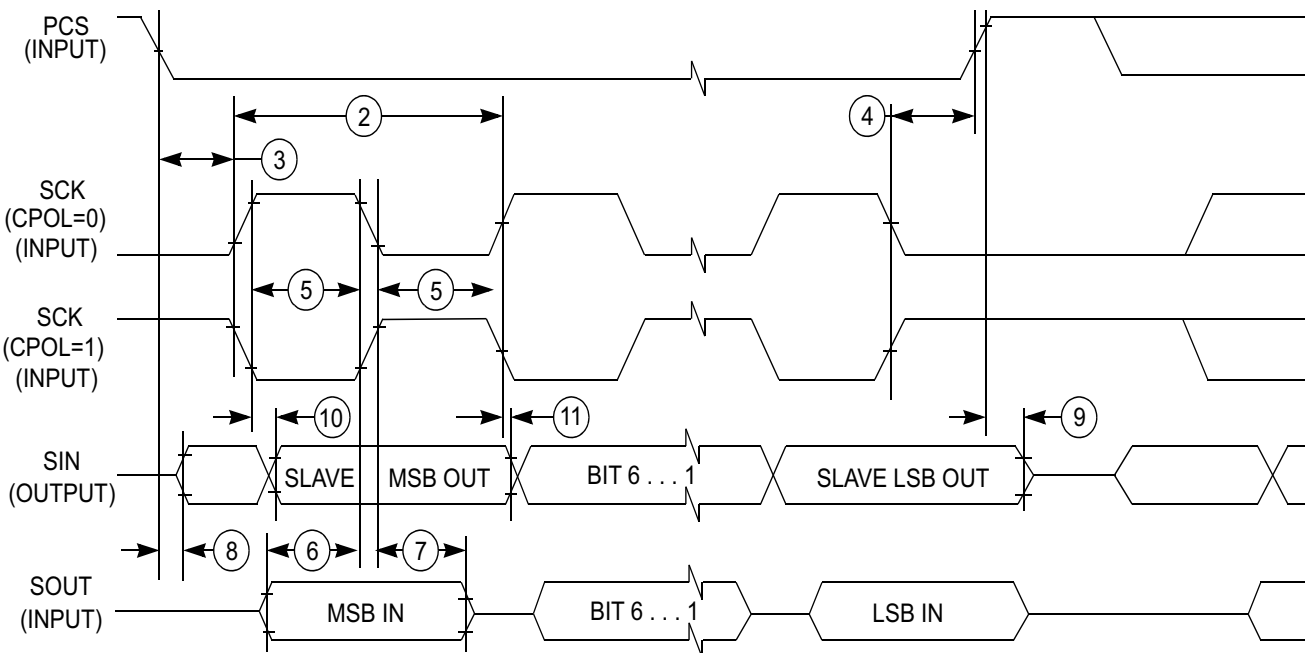 PCS
(INPUT)
2
4
3
SCK
(CPOL=0)
(INPUT)
5
5
SCK
(CPOL=1)
(INPUT)
10
11
9
SIN
(OUTPUT)
SLAVE
MSB OUT
BIT 6 . . . 1
SLAVE LSB OUT
8
6
7
SOUT
(INPUT)
MSB IN
BIT 6 . . . 1
LSB IN